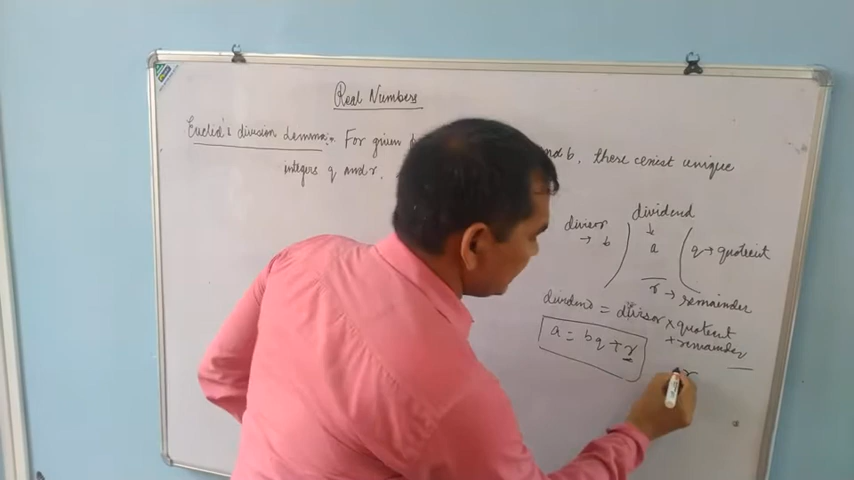 Real Numbers
Euclid's division Lemma:- For given b, there exist unique
integers q and r,
dividend
divisor → b a q → quotient
r → remainder
dividend = divisor × quotient
+ remainder
a = bq + r
r